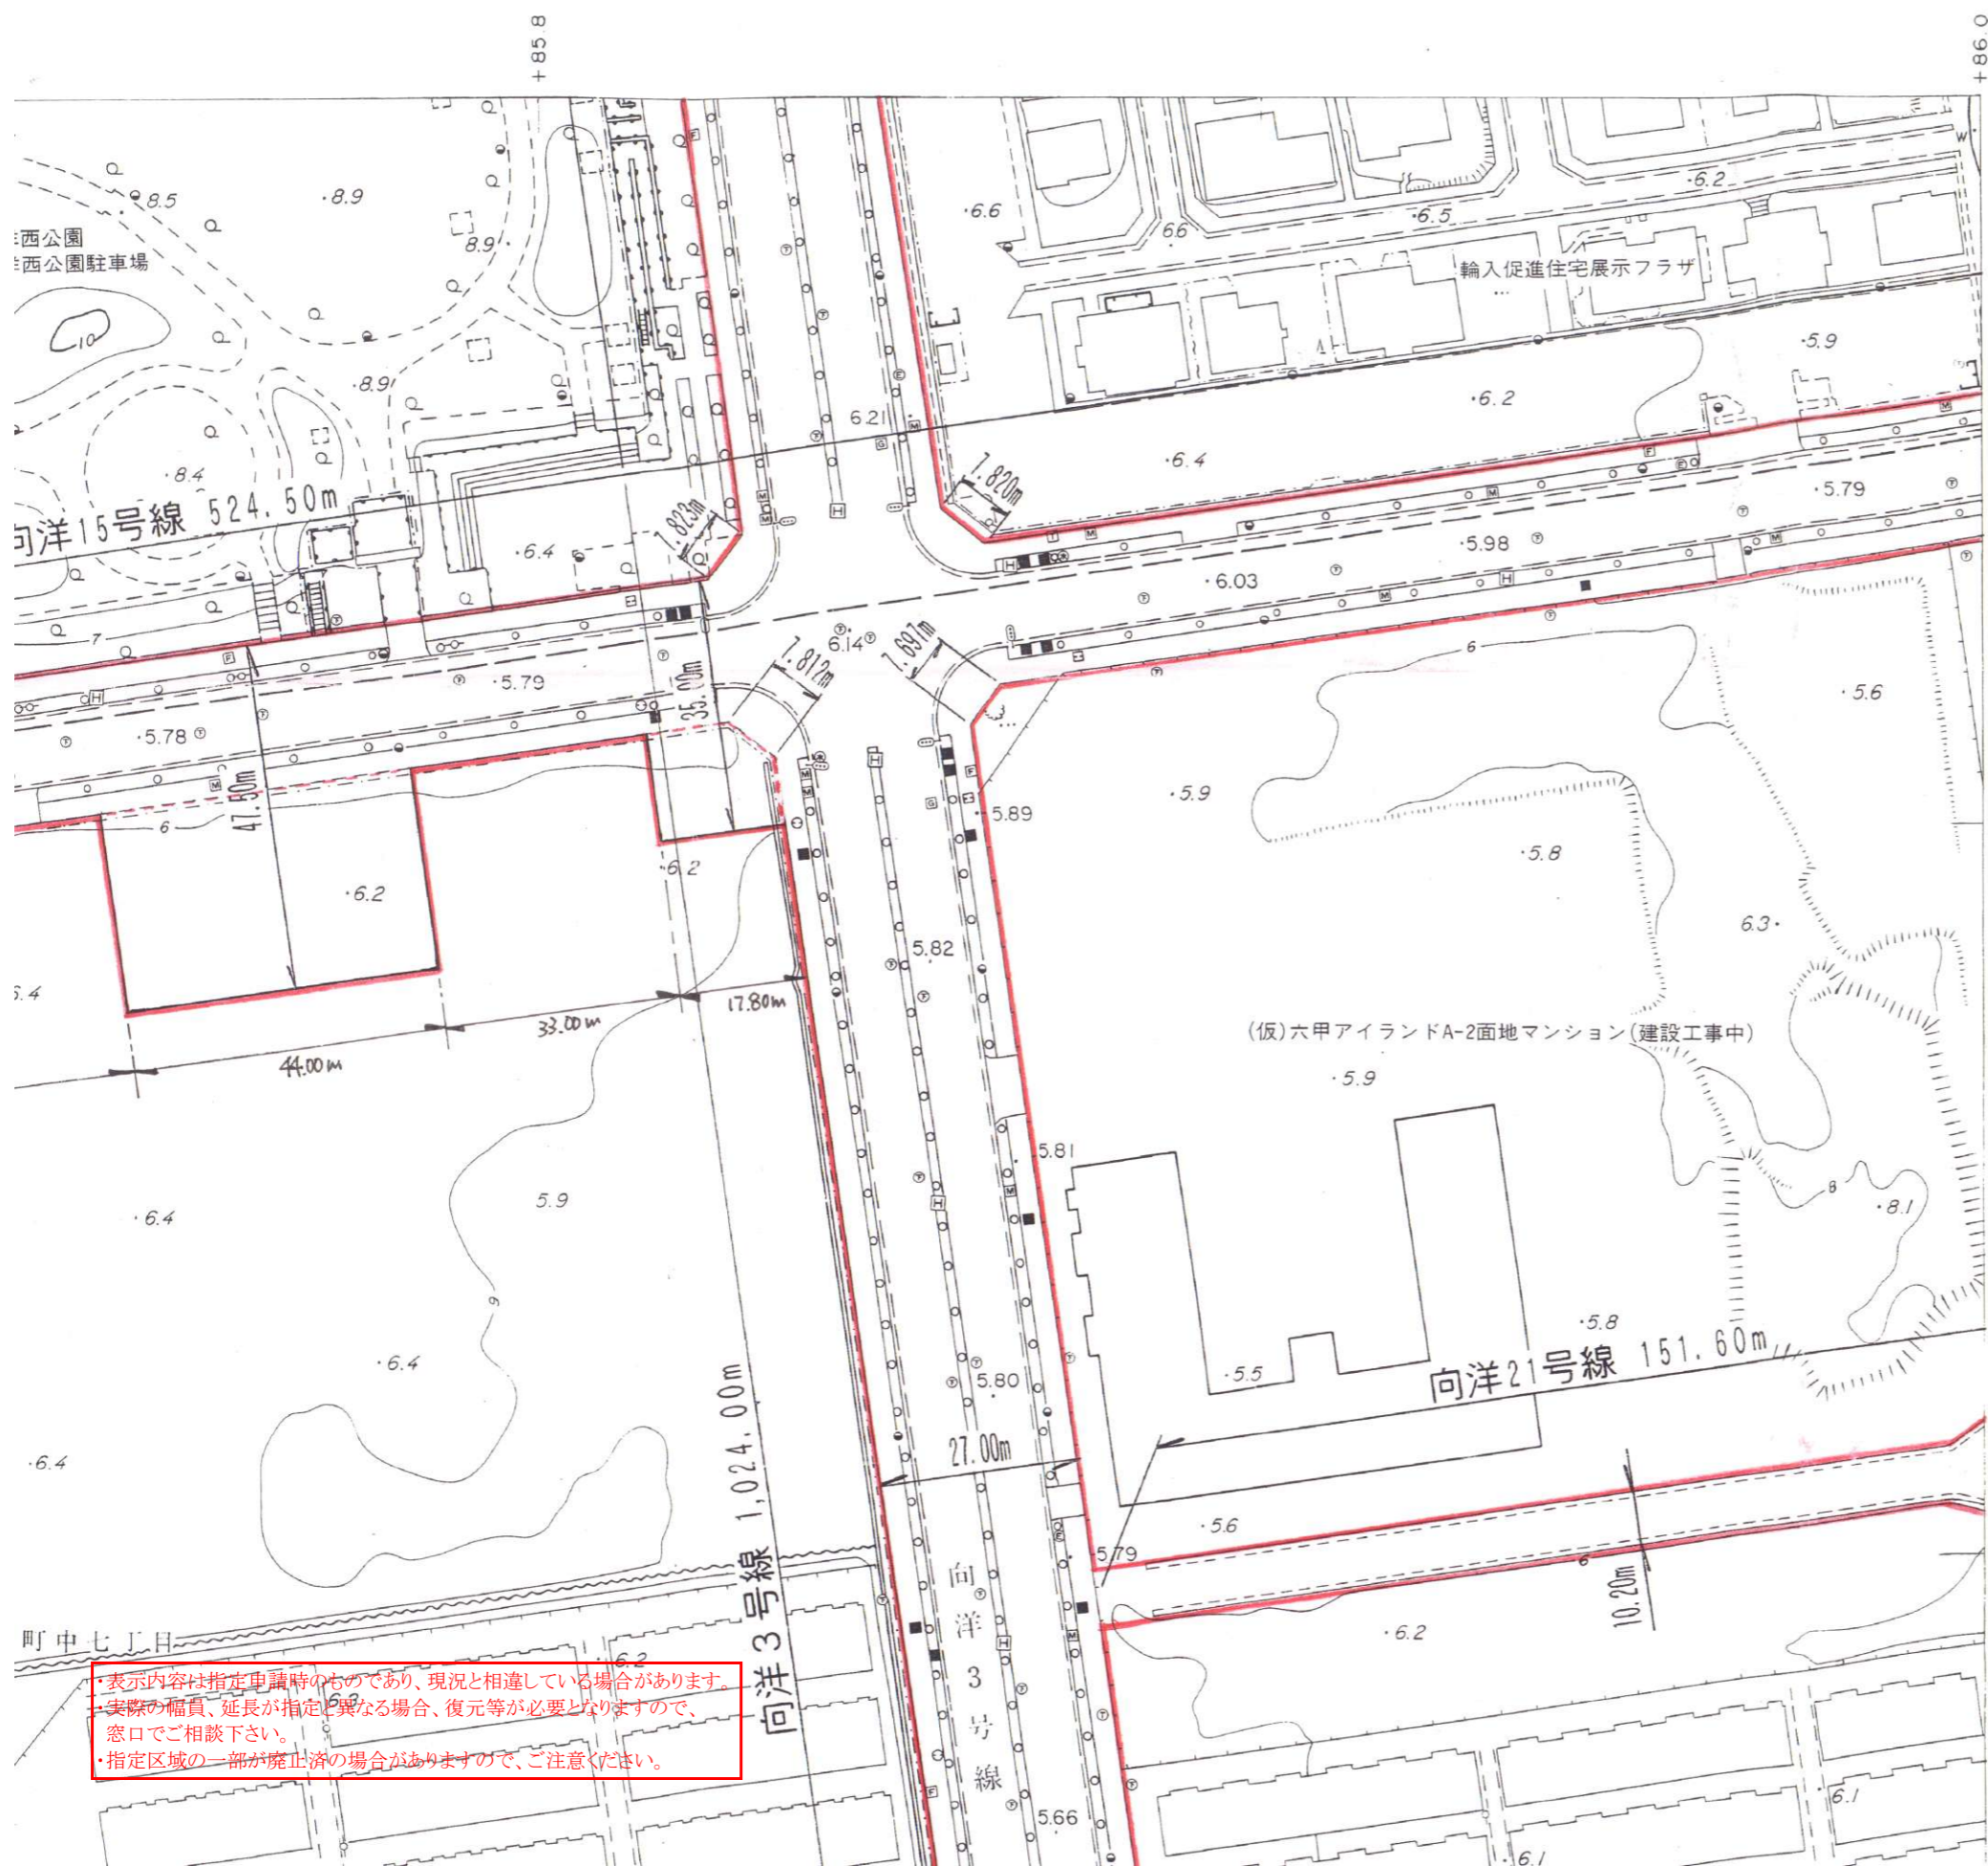 +85.8
+86.0
西公園
西公園駐車場
8.5
8.9
8.9
8.9
8.4
10
6.6
6.6
6.5
6.2
輪入促進住宅展示フラザ
5.9
6.2
6.21
6.4
7.820m
7.823m
向洋15号線 524.50m
6.4
5.79
5.98
6.03
6.14
7.812m
7.697m
35.00m
7
5.79
5.78
47.50m
6
6
5.6
5.9
5.89
5.8
6.2
6.2
6.3
5.82
6.4
17.80m
33.00m
44.00m
(仮)六甲アイランドA-2面地マンション(建設工事中)
5.9
5.81
6.4
5.9
8
8.1
6
6.4
5.80
5.5
5.8
向洋21号線 151.60m
6.4
27.00m
向洋3号線 1,024.00m
5.6
5.79
6
10.20m
向洋3号線
町中七丁目
6.2
6.2
6.3
・表示内容は指定申請時のものであり、現況と相違している場合があります。
・実際の幅員、延長が指定と異なる場合、復元等が必要となりますので、
窓口でご相談下さい。
・指定区域の一部が廃止済の場合がありますので、ご注意ください。
5.66
6.1
6.1